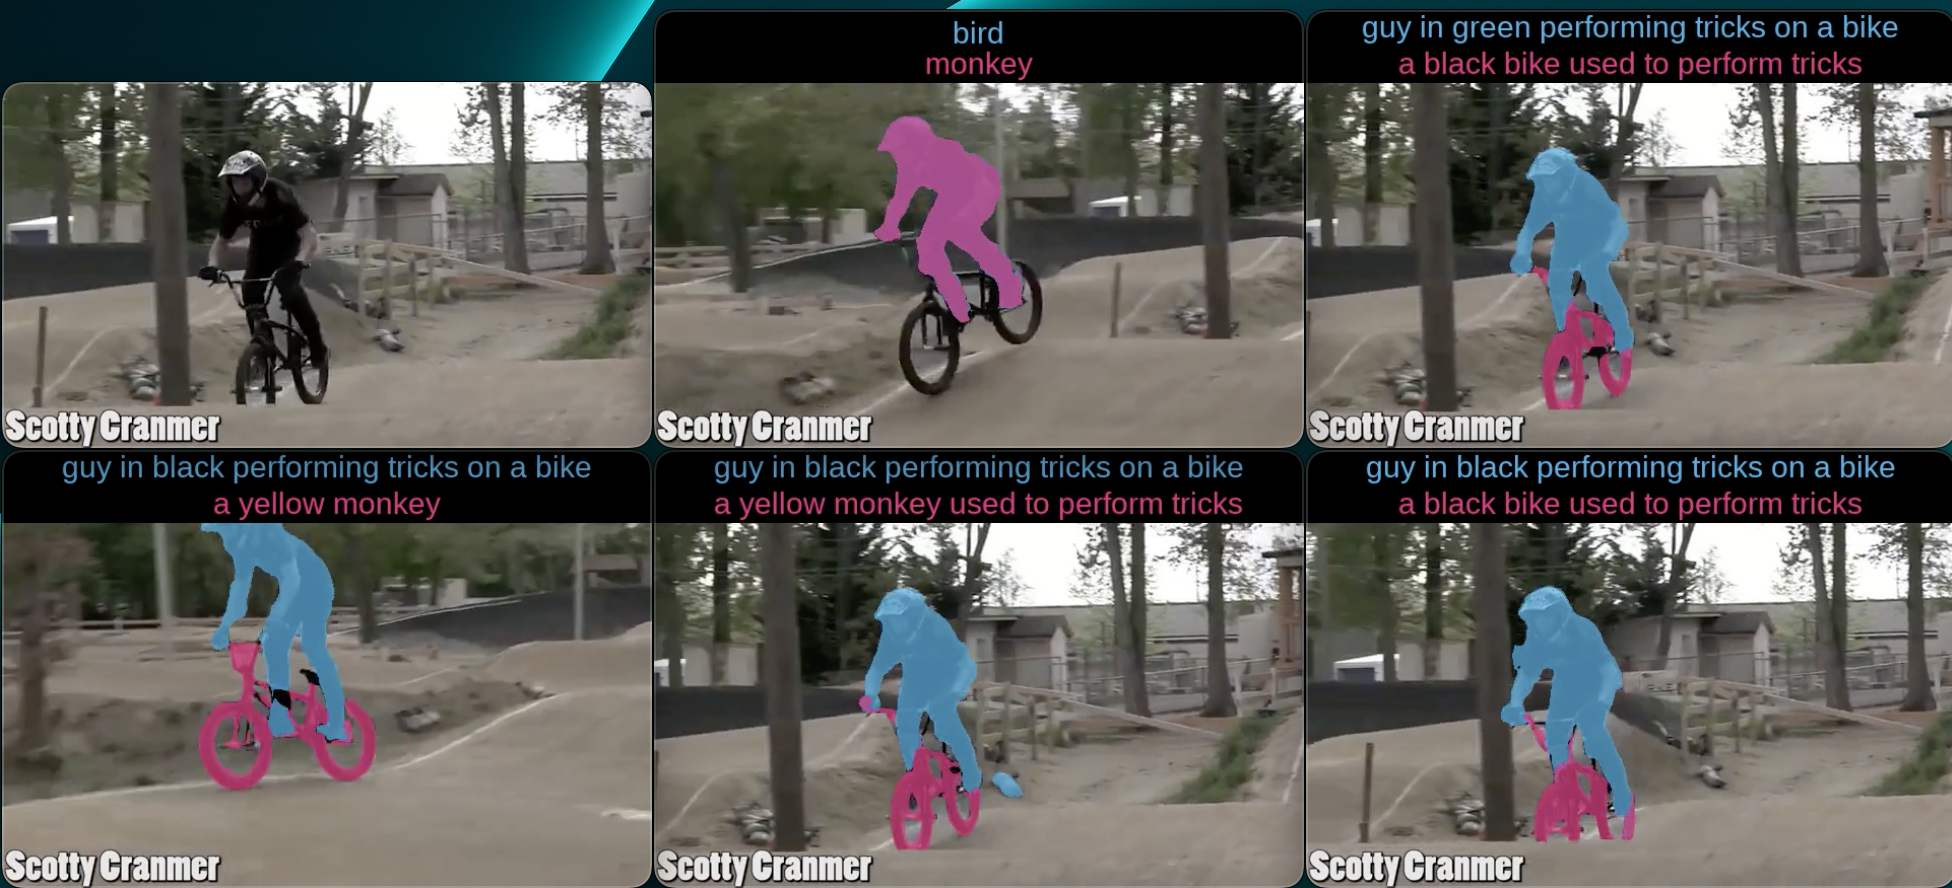 bird
monkey
guy in green performing tricks on a bike
a black bike used to perform tricks
Scotty Cranmer
Scotty Cranmer
Scotty Cranmer
guy in black performing tricks on a bike
a yellow monkey
guy in black performing tricks on a bike
a yellow monkey used to perform tricks
guy in black performing tricks on a bike
a black bike used to perform tricks
Scotty Cranmer
Scotty Cranmer
Scotty Cranmer